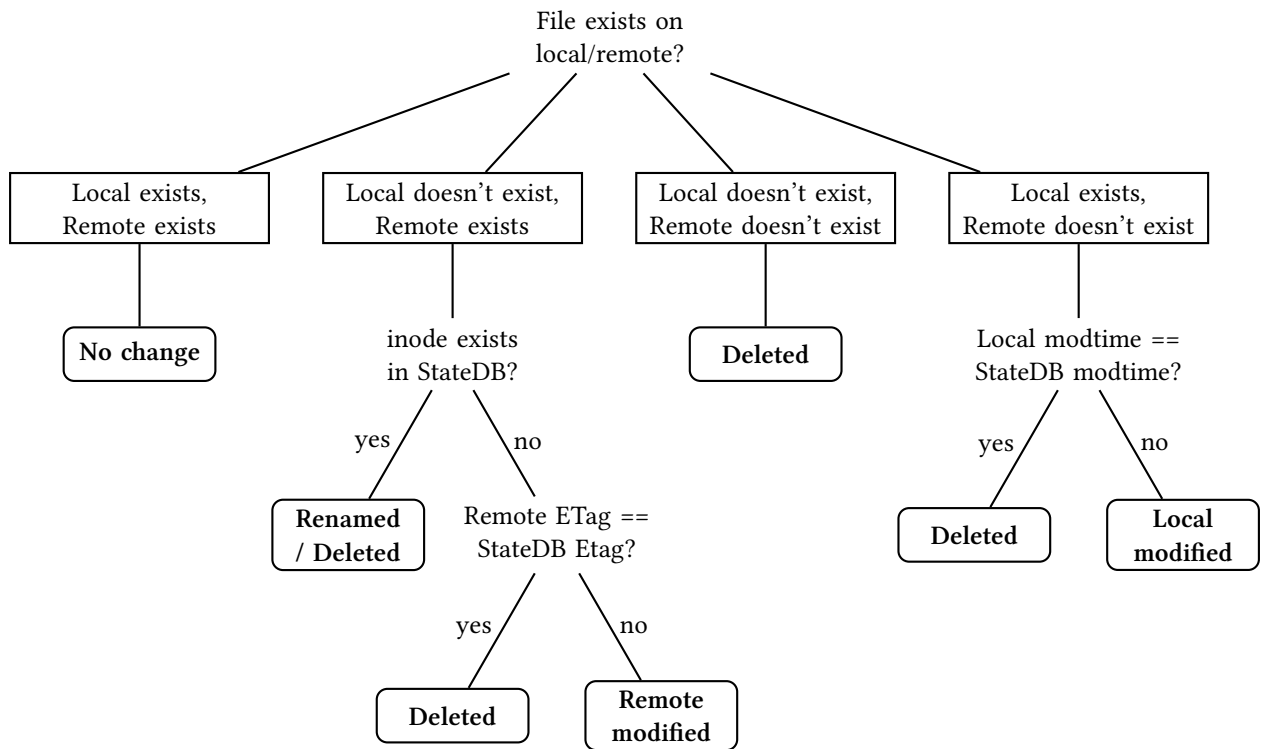 File exists on
local/remote?
Local exists,
Remote exists
Local doesn't exist,
Remote exists
Local doesn't exist,
Remote doesn't exist
Local exists,
Remote doesn't exist
No change
inode exists
in StateDB?
Deleted
Local modtime ==
StateDB modtime?
yes
no
yes
no
Renamed
/ Deleted
Remote ETag ==
StateDB Etag?
Deleted
Local
modified
yes
no
Deleted
Remote
modified